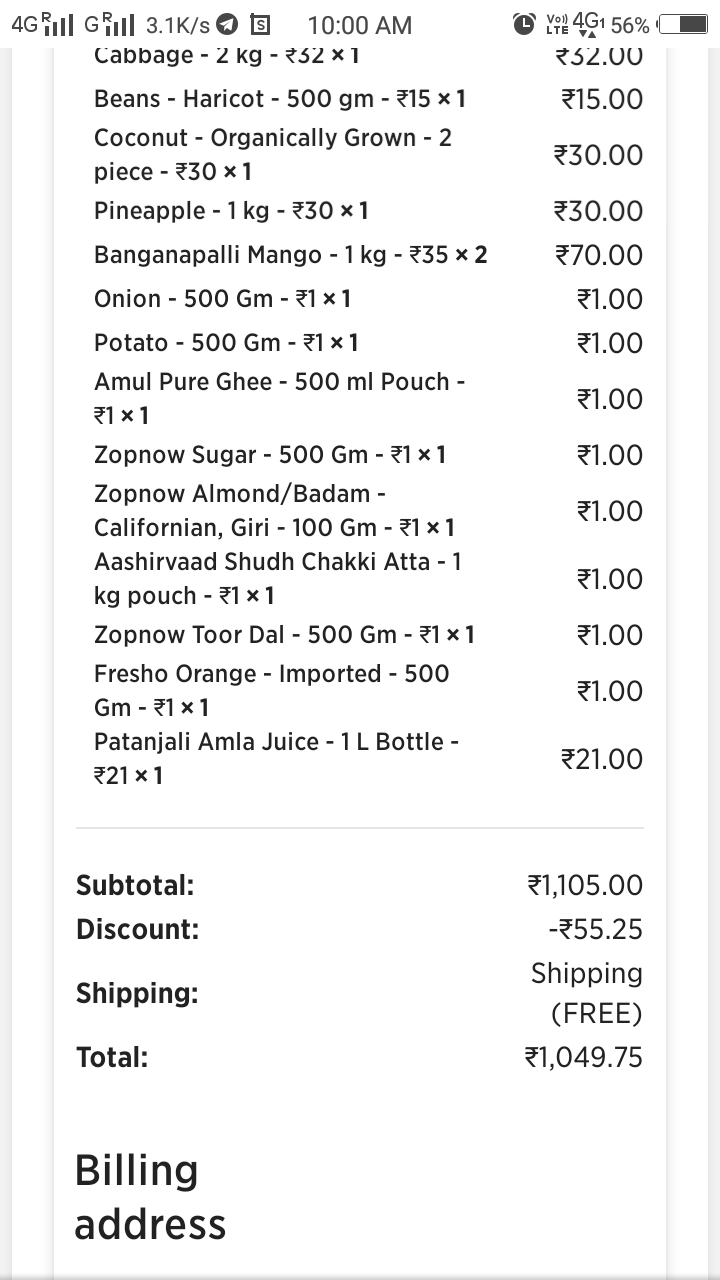 4G R G R 3.1K/s S 10:00 AM Vo)) LTE 4G 1 56%
Cabbage - 2 kg - ₹32 × 1 ₹32.00
Beans - Haricot - 500 gm - ₹15 × 1 ₹15.00
Coconut - Organically Grown - 2
piece - ₹30 × 1 ₹30.00
Pineapple - 1 kg - ₹30 × 1 ₹30.00
Banganapalli Mango - 1 kg - ₹35 × 2 ₹70.00
Onion - 500 Gm - ₹1 × 1 ₹1.00
Potato - 500 Gm - ₹1 × 1 ₹1.00
Amul Pure Ghee - 500 ml Pouch -
₹1 × 1 ₹1.00
Zopnow Sugar - 500 Gm - ₹1 × 1 ₹1.00
Zopnow Almond/Badam -
Californian, Giri - 100 Gm - ₹1 × 1 ₹1.00
Aashirvaad Shudh Chakki Atta - 1
kg pouch - ₹1 × 1 ₹1.00
Zopnow Toor Dal - 500 Gm - ₹1 × 1 ₹1.00
Fresho Orange - Imported - 500
Gm - ₹1 × 1 ₹1.00
Patanjali Amla Juice - 1 L Bottle -
₹21 × 1 ₹21.00
Subtotal: ₹1,105.00
Discount: -₹55.25
Shipping: Shipping
(FREE)
Total: ₹1,049.75
Billing
address